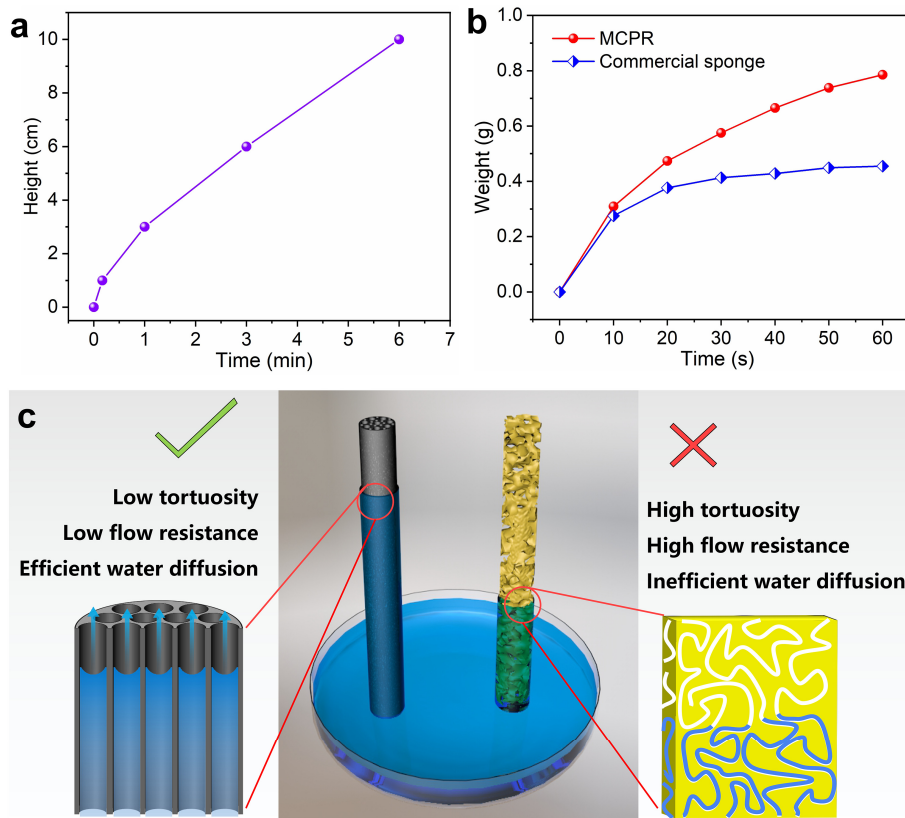 a
10
8
6
4
2
0
Height (cm)
0 1 2 3 4 5 6 7
Time (min)
b
1.0
0.8
0.6
0.4
0.2
0.0
Weight (g)
MCPR
Commercial sponge
0 10 20 30 40 50 60
Time (s)
c
Low tortuosity
Low flow resistance
Efficient water diffusion
High tortuosity
High flow resistance
Inefficient water diffusion